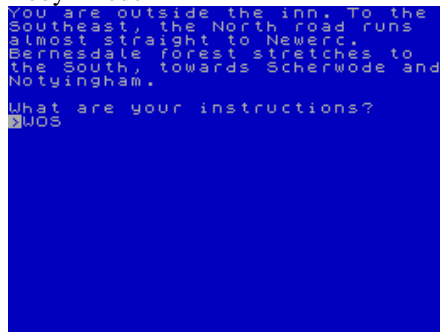 You are outside the inn. To the
Southeast, the North road runs
almost straight to Newerc.
Bernesdale forest stretches to
the South, towards Scherwode and
Notyingham.
What are your instructions?
>WOS